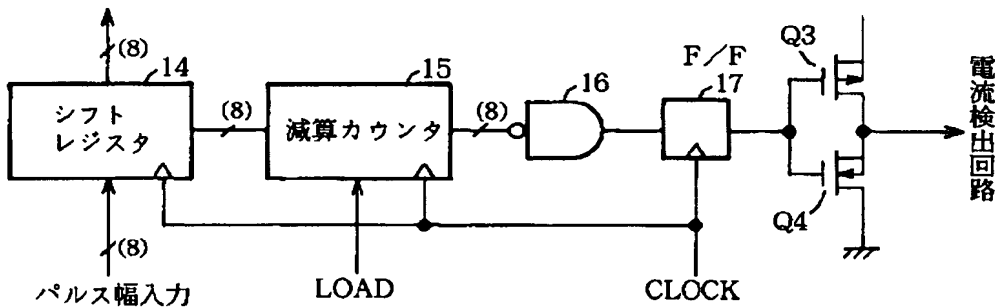 (8)
14
シフト
レジスタ
(8)
15
減算カウンタ
(8)
16
F/F
17
Q3
Q4
電流検出回路
(8)
パルス幅入力
LOAD
CLOCK